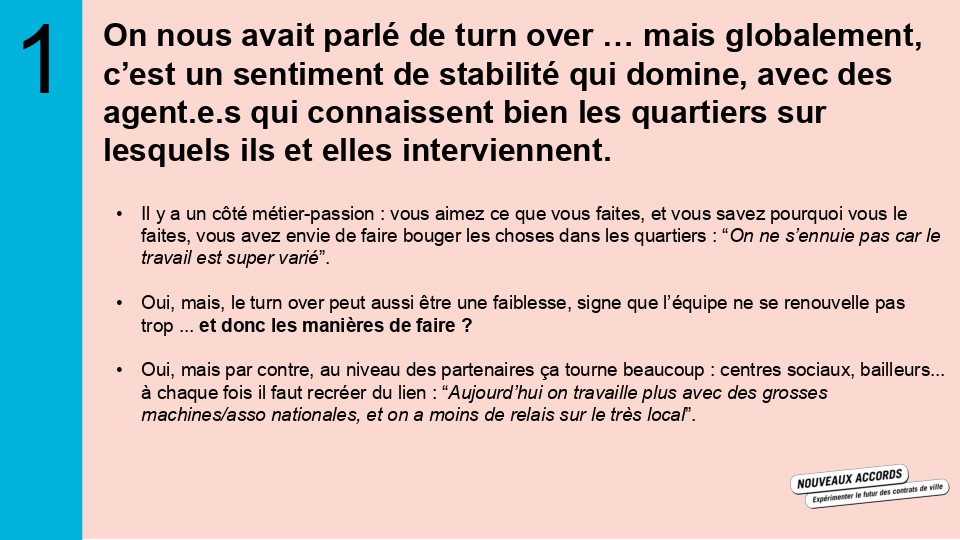 1
On nous avait parlé de turn over … mais globalement,
c’est un sentiment de stabilité qui domine, avec des
agent.e.s qui connaissent bien les quartiers sur
lesquels ils et elles interviennent.
• Il y a un côté métier-passion : vous aimez ce que vous faites, et vous savez pourquoi vous le
faites, vous avez envie de faire bouger les choses dans les quartiers : “On ne s’ennuie pas car le
travail est super varié”.
• Oui, mais, le turn over peut aussi être une faiblesse, signe que l’équipe ne se renouvelle pas
trop ... et donc les manières de faire ?
• Oui, mais par contre, au niveau des partenaires ça tourne beaucoup : centres sociaux, bailleurs...
à chaque fois il faut recréer du lien : “Aujourd’hui on travaille plus avec des grosses
machines/asso nationales, et on a moins de relais sur le très local”.
NOUVEAUX ACCORDS
Expérimenter le futur des contrats de ville